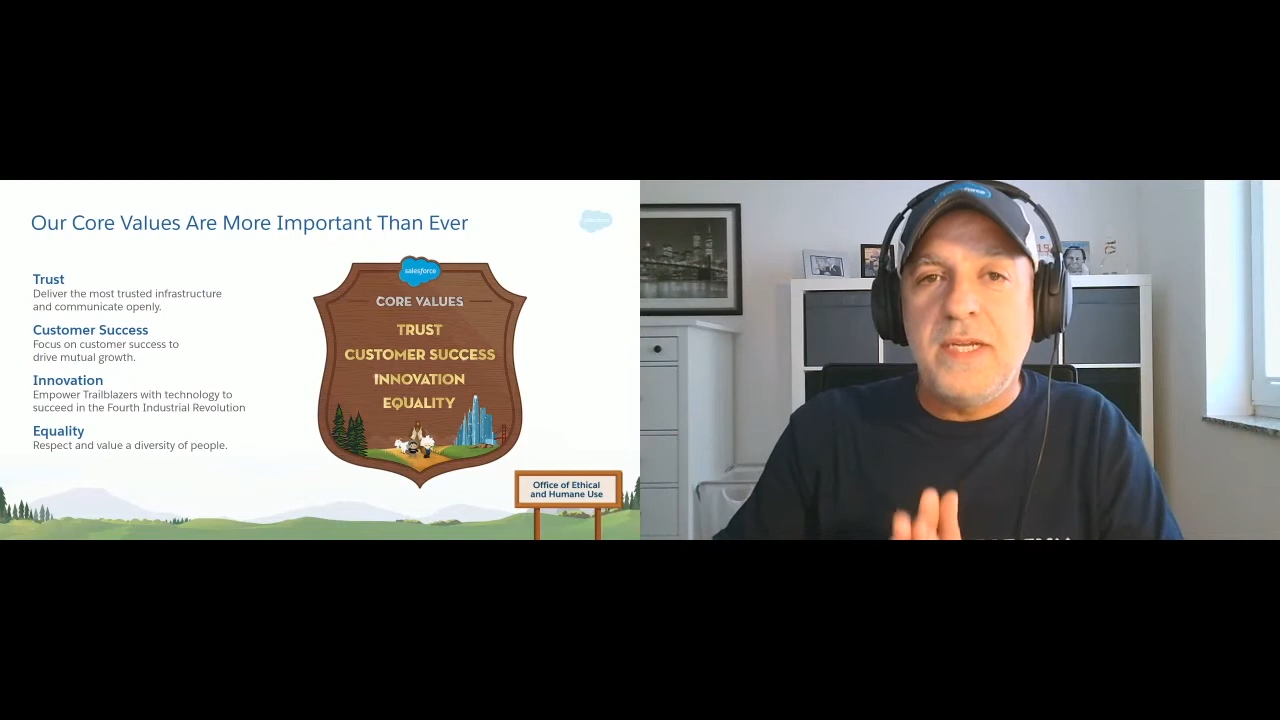 Our Core Values Are More Important Than Ever
salesforce
Trust
Deliver the most trusted infrastructure
and communicate openly.
Customer Success
Focus on customer success to
drive mutual growth.
Innovation
Empower Trailblazers with technology to
succeed in the Fourth Industrial Revolution
Equality
Respect and value a diversity of people.
salesforce
CORE VALUES
TRUST
CUSTOMER SUCCESS
INNOVATION
EQUALITY
Office of Ethical
and Humane Use
salesforce